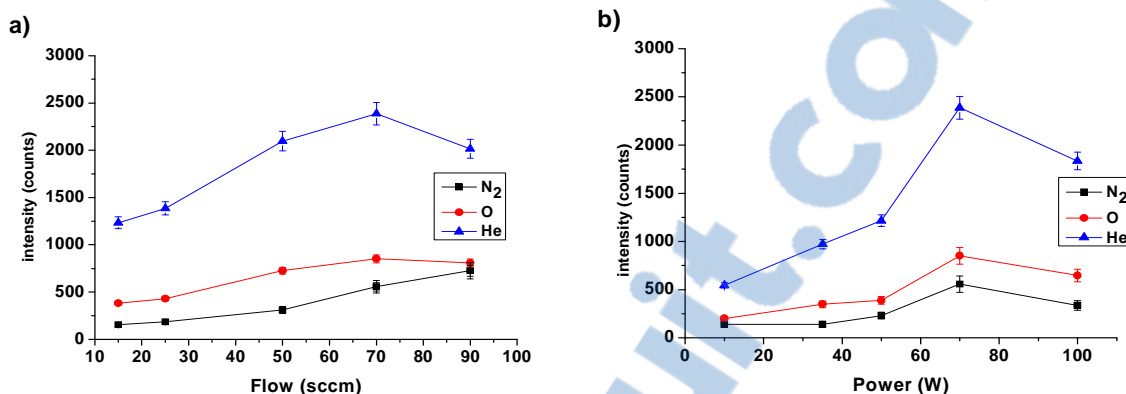 a)
3000
2500
2000
1500
1000
500
0
intensity (counts)
10 20 30 40 50 60 70 80 90 100
Flow (sccm)
N2
O
He
b)
3000
2500
2000
1500
1000
500
0
intensity (counts)
0 20 40 60 80 100
Power (W)
N2
O
He
uit.com